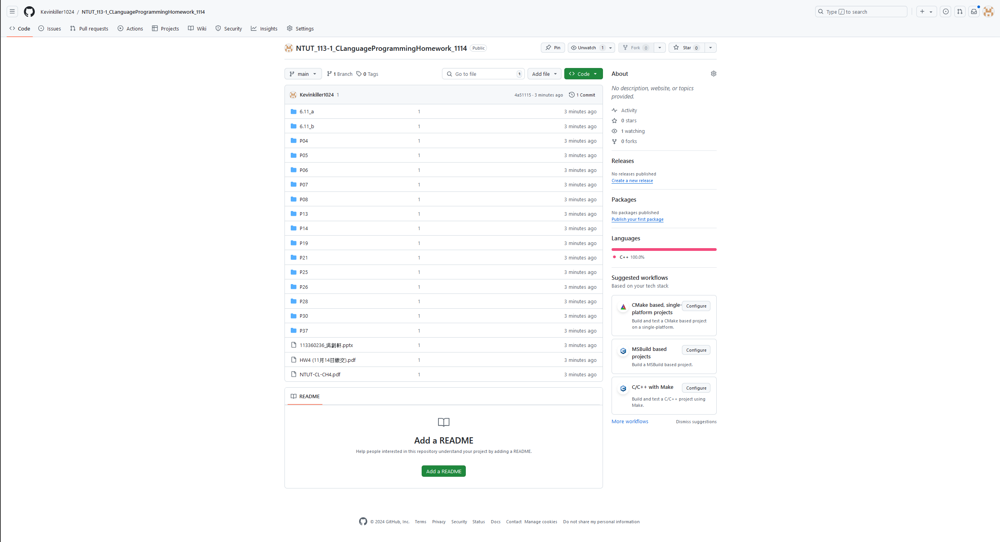 Kevinkiller1024 / NTUT_113-1_CLanguageProgrammingHomework_1114
Type / to search
Code Issues Pull requests Actions Projects Wiki Security Insights Settings
NTUT_113-1_CLanguageProgrammingHomework_1114 Public
Pin Unwatch 1 Fork 0 Star 0
main 1 Branch 0 Tags Go to file t Add file Code
Kevinkiller1024 1 4a51115 · 3 minutes ago 1 Commit
6.11_a 1 3 minutes ago
6.11_b 1 3 minutes ago
P04 1 3 minutes ago
P05 1 3 minutes ago
P06 1 3 minutes ago
P07 1 3 minutes ago
P08 1 3 minutes ago
P13 1 3 minutes ago
P14 1 3 minutes ago
P19 1 3 minutes ago
P21 1 3 minutes ago
P25 1 3 minutes ago
P26 1 3 minutes ago
P28 1 3 minutes ago
P30 1 3 minutes ago
P37 1 3 minutes ago
113360236_吳劉軒.pptx 1 3 minutes ago
HW4 (11月14日繳交).pdf 1 3 minutes ago
NTUT-CL-CH4.pdf 1 3 minutes ago
README
Add a README
Help people interested in this repository understand your project by adding a README.
Add a README
About
No description, website, or topics
provided.
Activity
0 stars
1 watching
0 forks
Releases
No releases published
Create a new release
Packages
No packages published
Publish your first package
Languages
C++ 100.0%
Suggested workflows
Based on your tech stack
CMake based, single-
platform projects
Configure
Build and test a CMake based project
on a single-platform.
MSBuild based
projects
Configure
Build a MSBuild based project.
C/C++ with Make
Configure
Build and test a C/C++ project using
Make.
More workflows Dismiss suggestions
© 2024 GitHub, Inc. Terms Privacy Security Status Docs Contact Manage cookies Do not share my personal information